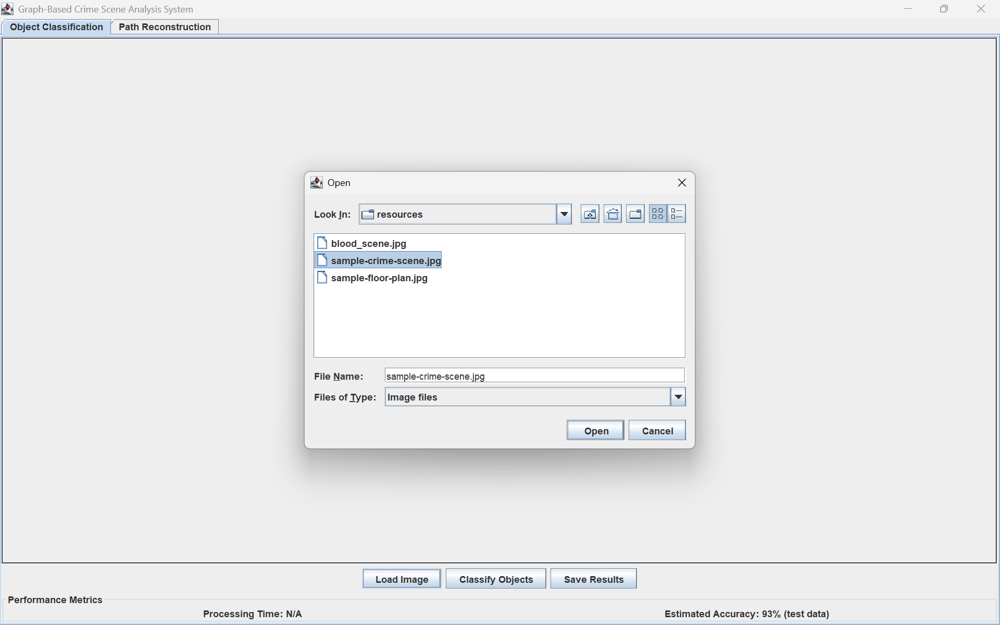 Graph-Based Crime Scene Analysis System
Object Classification
Path Reconstruction
Open
Look In:
resources
blood_scene.jpg
sample-crime-scene.jpg
sample-floor-plan.jpg
File Name:
sample-crime-scene.jpg
Files of Type:
Image files
Open
Cancel
Load Image
Classify Objects
Save Results
Performance Metrics
Processing Time: N/A
Estimated Accuracy: 93% (test data)